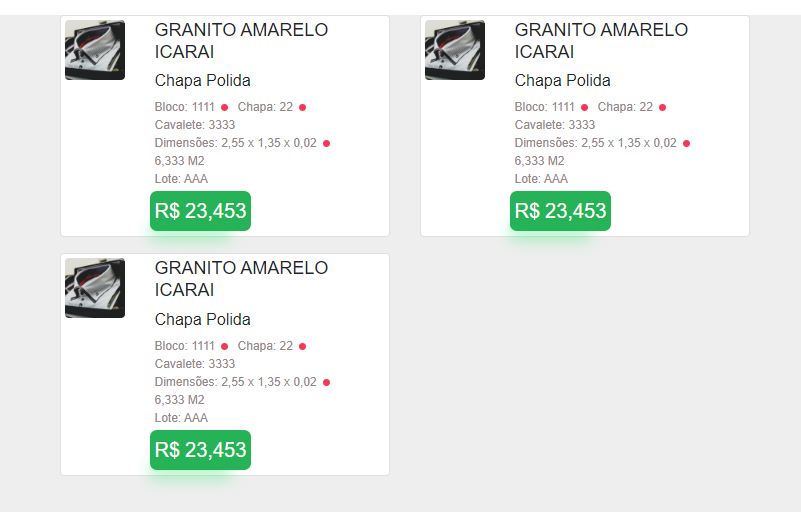 GRANITO AMARELO
ICARAI
Chapa Polida
Bloco: 1111 Chapa: 22
Cavalete: 3333
Dimensões: 2,55 x 1,35 x 0,02
6,333 M2
Lote: AAA
R$ 23,453
GRANITO AMARELO
ICARAI
Chapa Polida
Bloco: 1111 Chapa: 22
Cavalete: 3333
Dimensões: 2,55 x 1,35 x 0,02
6,333 M2
Lote: AAA
R$ 23,453
GRANITO AMARELO
ICARAI
Chapa Polida
Bloco: 1111 Chapa: 22
Cavalete: 3333
Dimensões: 2,55 x 1,35 x 0,02
6,333 M2
Lote: AAA
R$ 23,453